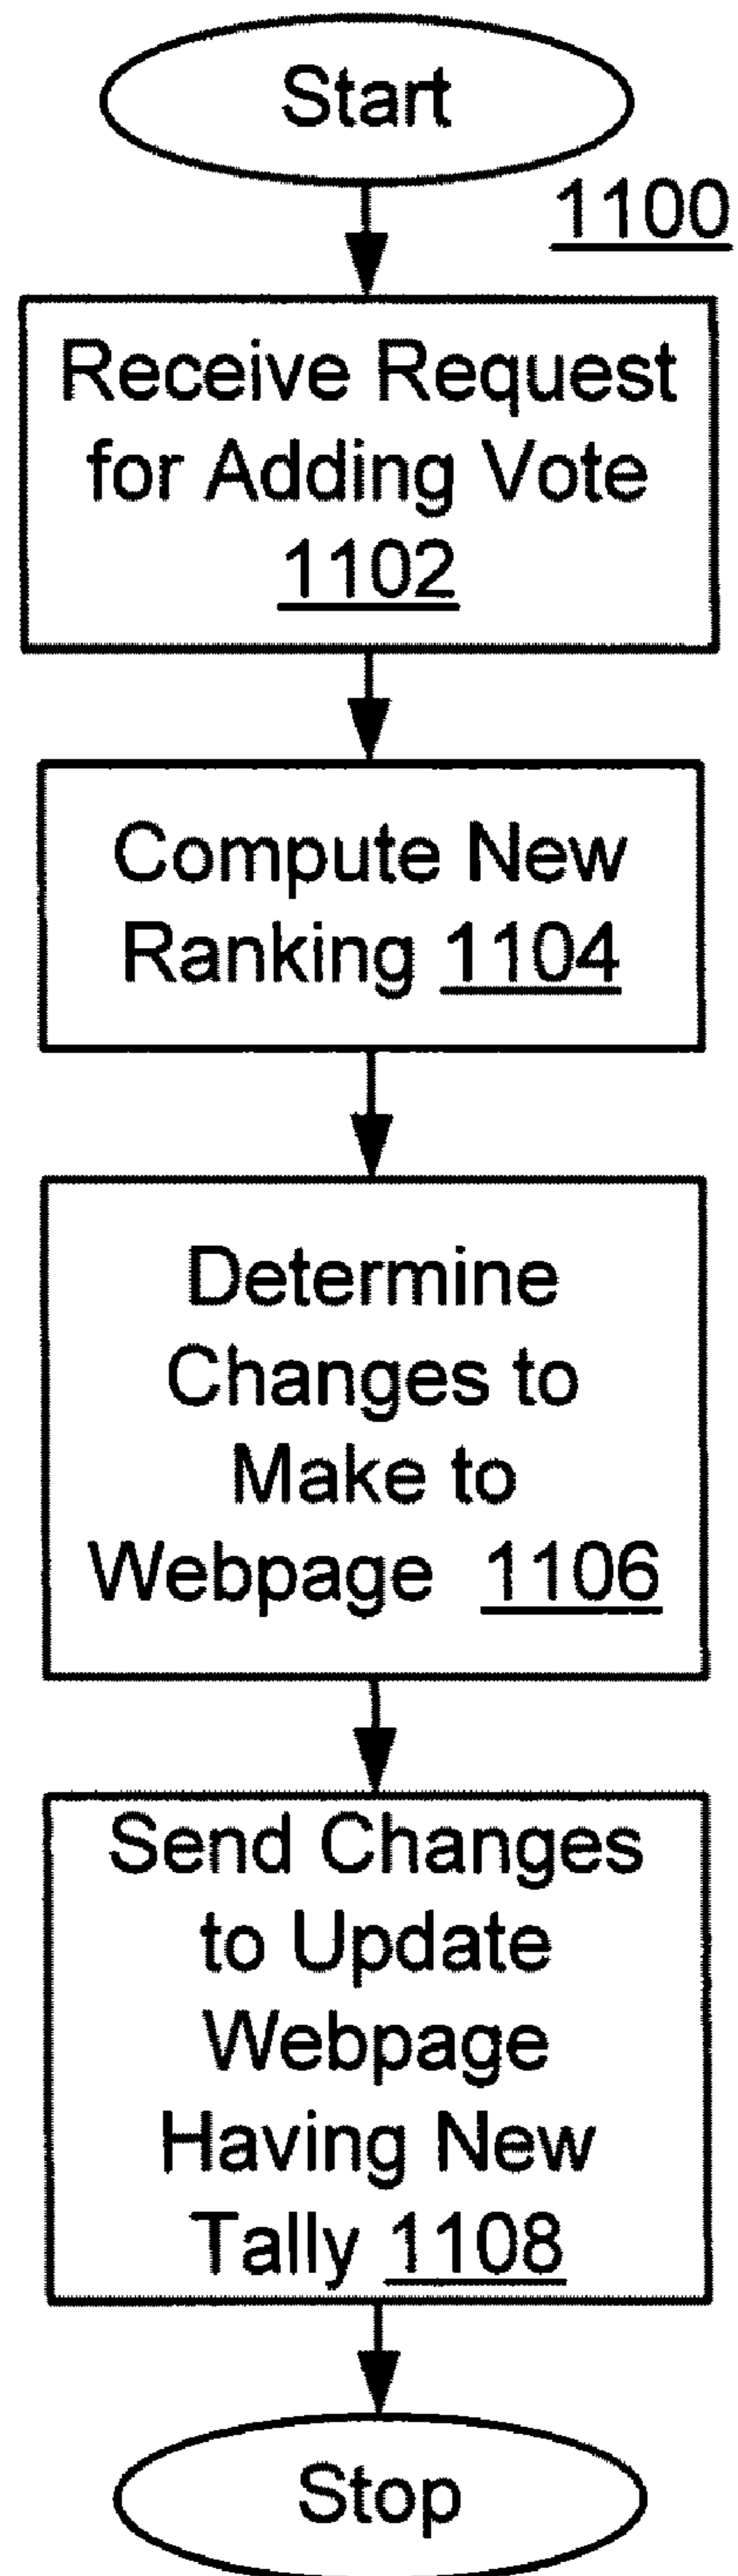 Start
1100
Receive Request
for Adding Vote
1102
Compute New
Ranking 1104
Determine
Changes to
Make to
Webpage 1106
Send Changes
to Update
Webpage
Having New
Tally 1108
Stop